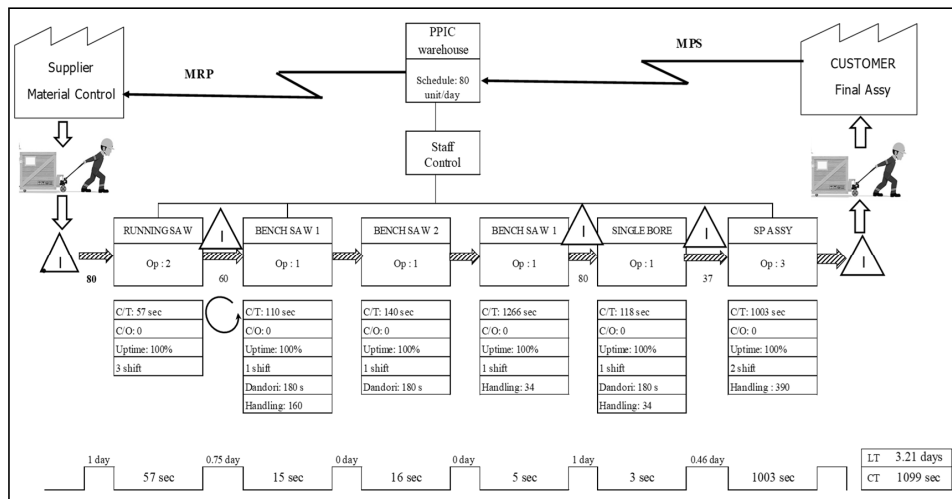 PPIC
warehouse
Schedule: 80
unit/day
Supplier
Material Control
MRP
MPS
CUSTOMER
Final Assy
Staff
Control
I
80
RUNNING SAW
Op : 2
I
60
BENCH SAW 1
Op : 1
BENCH SAW 2
Op : 1
BENCH SAW 1
Op : 1
I
80
SINGLE BORE
Op : 1
I
37
SP ASSY
Op : 3
I
C/T: 57 sec
C/O: 0
Uptime: 100%
3 shift
C/T: 110 sec
C/O: 0
Uptime: 100%
1 shift
Dandori: 180 s
Handling: 160
C/T: 140 sec
C/O: 0
Uptime: 100%
1 shift
Dandori: 180 s
C/T: 1266 sec
C/O: 0
Uptime: 100%
1 shift
Handling: 34
C/T: 118 sec
C/O: 0
Uptime: 100%
1 shift
Dandori: 180 s
Handling: 34
C/T: 1003 sec
C/O: 0
Uptime: 100%
2 shift
Handling : 390
1 day
57 sec
0.75 day
15 sec
0 day
16 sec
0 day
5 sec
1 day
3 sec
0.46 day
1003 sec
LT 3.21 days
CT 1099 sec